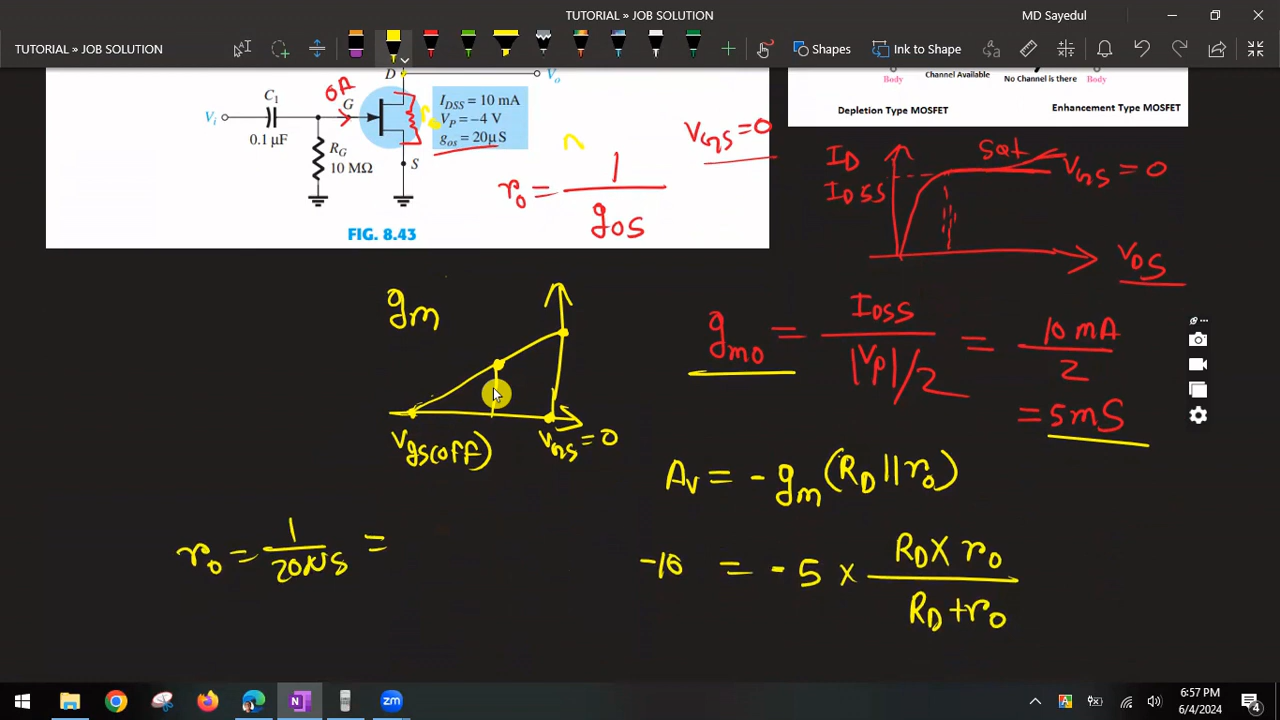 TUTORIAL » JOB SOLUTION
MD Sayedul
TUTORIAL » JOB SOLUTION
Shapes
Ink to Shape
D
Vo
C1
0A
G
Vi
0.1 μF
RG
10 MΩ
S
IDSS = 10 mA
VP = −4 V
gos = 20μS
r0 = 1/gos
VGS = 0
FIG. 8.43
Body
Channel Available
No Channel is there
Body
Depletion Type MOSFET
Enhancement Type MOSFET
ID
Sat
IDSS
VGS = 0
VDS
gm
Vgs(off)
VGS = 0
gmo = IDSS / |Vp|/2 = 10 mA / 2
= 5mS
Av = - gm (RD || r0)
r0 = 1 / 20μS =
-10 = - 5 × RD × r0 / RD + r0
6:57 PM
6/4/2024
4